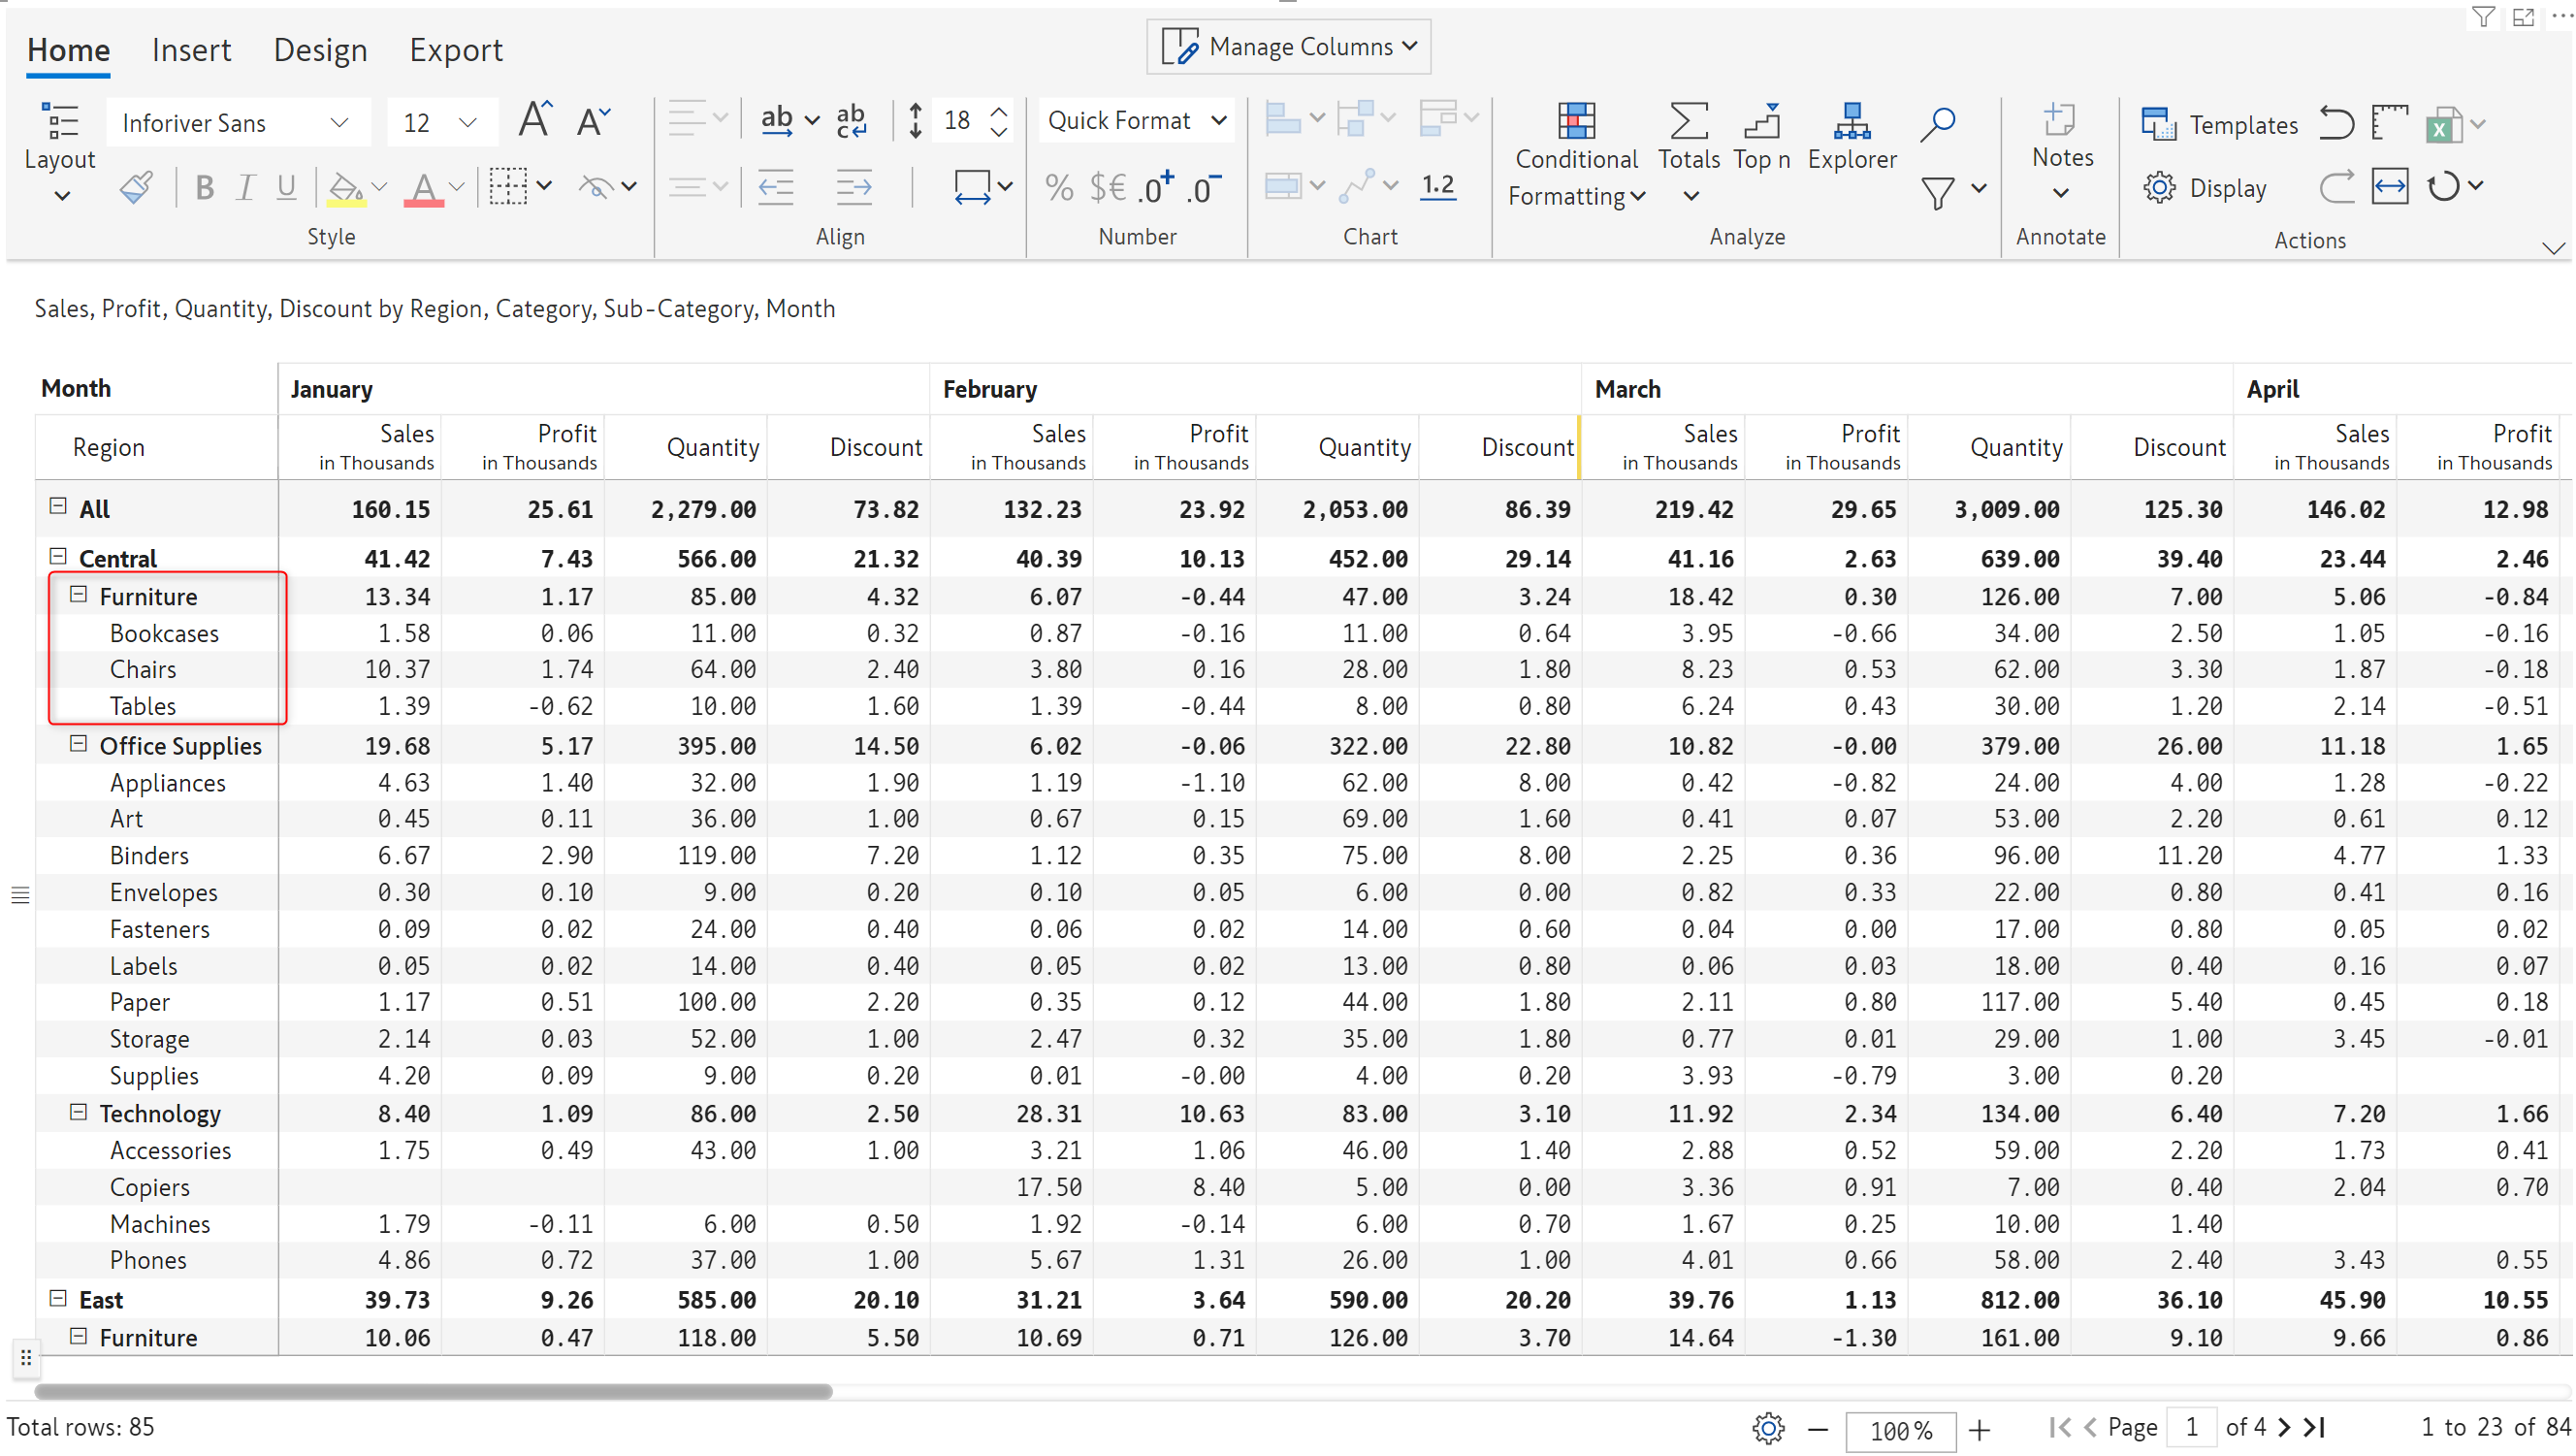 Home Insert Design Export Manage Columns
Inforiver Sans 12 A A ab ab c 18 Quick Format Templates
Layout Conditional Formatting Totals Top n Explorer Notes
B I U A % $€ .0+ .0- 1.2 Display
Style Align Number Chart Analyze Annotate Actions
Sales, Profit, Quantity, Discount by Region, Category, Sub-Category, Month
Month January February March April
Region Sales in Thousands Profit in Thousands Quantity Discount Sales in Thousands Profit in Thousands Quantity Discount Sales in Thousands Profit in Thousands Quantity Discount Sales in Thousands Profit in Thousands
All 160.15 25.61 2,279.00 73.82 132.23 23.92 2,053.00 86.39 219.42 29.65 3,009.00 125.30 146.02 12.98
Central 41.42 7.43 566.00 21.32 40.39 10.13 452.00 29.14 41.16 2.63 639.00 39.40 23.44 2.46
Furniture 13.34 1.17 85.00 4.32 6.07 -0.44 47.00 3.24 18.42 0.30 126.00 7.00 5.06 -0.84
Bookcases 1.58 0.06 11.00 0.32 0.87 -0.16 11.00 0.64 3.95 -0.66 34.00 2.50 1.05 -0.16
Chairs 10.37 1.74 64.00 2.40 3.80 0.16 28.00 1.80 8.23 0.53 62.00 3.30 1.87 -0.18
Tables 1.39 -0.62 10.00 1.60 1.39 -0.44 8.00 0.80 6.24 0.43 30.00 1.20 2.14 -0.51
Office Supplies 19.68 5.17 395.00 14.50 6.02 -0.06 322.00 22.80 10.82 -0.00 379.00 26.00 11.18 1.65
Appliances 4.63 1.40 32.00 1.90 1.19 -1.10 62.00 8.00 0.42 -0.82 24.00 4.00 1.28 -0.22
Art 0.45 0.11 36.00 1.00 0.67 0.15 69.00 1.60 0.41 0.07 53.00 2.20 0.61 0.12
Binders 6.67 2.90 119.00 7.20 1.12 0.35 75.00 8.00 2.25 0.36 96.00 11.20 4.77 1.33
Envelopes 0.30 0.10 9.00 0.20 0.10 0.05 6.00 0.00 0.82 0.33 22.00 0.80 0.41 0.16
Fasteners 0.09 0.02 24.00 0.40 0.06 0.02 14.00 0.60 0.04 0.00 17.00 0.80 0.05 0.02
Labels 0.05 0.02 14.00 0.40 0.05 0.02 13.00 0.80 0.06 0.03 18.00 0.40 0.16 0.07
Paper 1.17 0.51 100.00 2.20 0.35 0.12 44.00 1.80 2.11 0.80 117.00 5.40 0.45 0.18
Storage 2.14 0.03 52.00 1.00 2.47 0.32 35.00 1.80 0.77 0.01 29.00 1.00 3.45 -0.01
Supplies 4.20 0.09 9.00 0.20 0.01 -0.00 4.00 0.20 3.93 -0.79 3.00 0.20
Technology 8.40 1.09 86.00 2.50 28.31 10.63 83.00 3.10 11.92 2.34 134.00 6.40 7.20 1.66
Accessories 1.75 0.49 43.00 1.00 3.21 1.06 46.00 1.40 2.88 0.52 59.00 2.20 1.73 0.41
Copiers 17.50 8.40 5.00 0.00 3.36 0.91 7.00 0.40 2.04 0.70
Machines 1.79 -0.11 6.00 0.50 1.92 -0.14 6.00 0.70 1.67 0.25 10.00 1.40
Phones 4.86 0.72 37.00 1.00 5.67 1.31 26.00 1.00 4.01 0.66 58.00 2.40 3.43 0.55
East 39.73 9.26 585.00 20.10 31.21 3.64 590.00 20.20 39.76 1.13 812.00 36.10 45.90 10.55
Furniture 10.06 0.47 118.00 5.50 10.69 0.71 126.00 3.70 14.64 -1.30 161.00 9.10 9.66 0.86
Total rows: 85 100% Page 1 of 4 1 to 23 of 84